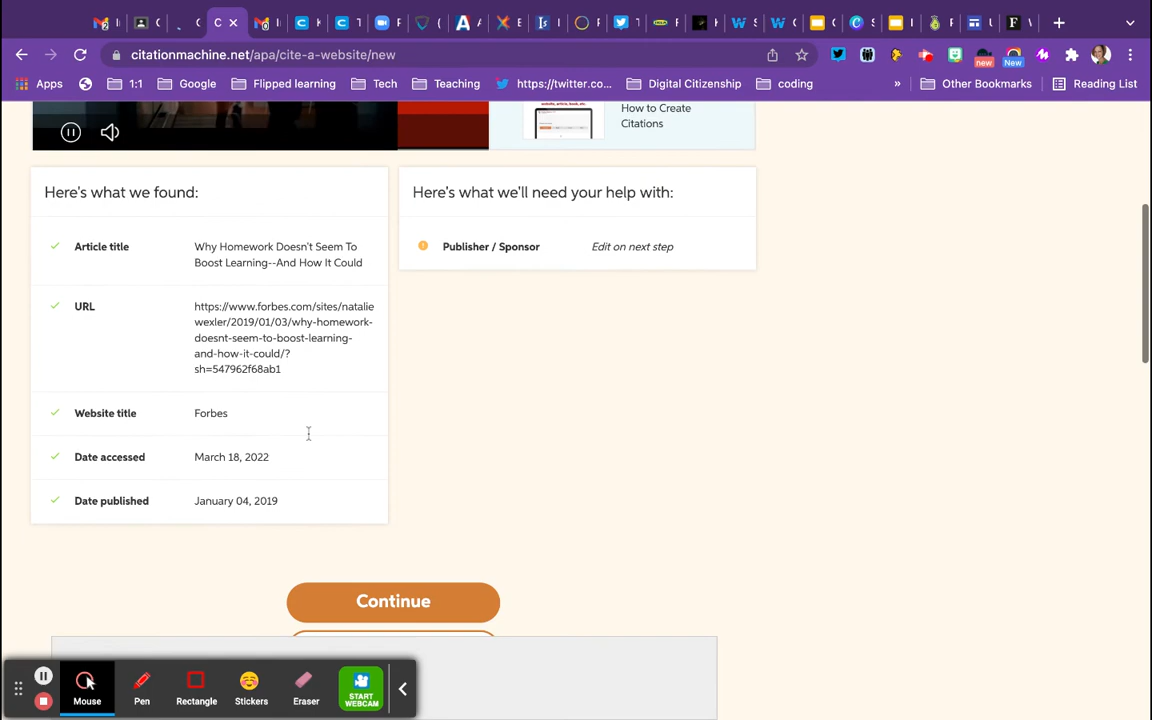 citationmachine.net/apa/cite-a-website/new
new
New
Apps
1:1
Google
Flipped learning
Tech
Teaching
https://twitter.co...
Digital Citizenship
coding
»
Other Bookmarks
Reading List
How to Create
Citations
Here's what we found:
Article title
Why Homework Doesn't Seem To
Boost Learning--And How It Could
URL
https://www.forbes.com/sites/natalie
wexler/2019/01/03/why-homework-
doesnt-seem-to-boost-learning-
and-how-it-could/?
sh=547962f68ab1
Website title
Forbes
Date accessed
March 18, 2022
Date published
January 04, 2019
Here's what we'll need your help with:
Publisher / Sponsor
Edit on next step
Continue
Mouse
Pen
Rectangle
Stickers
Eraser
START
WEBCAM